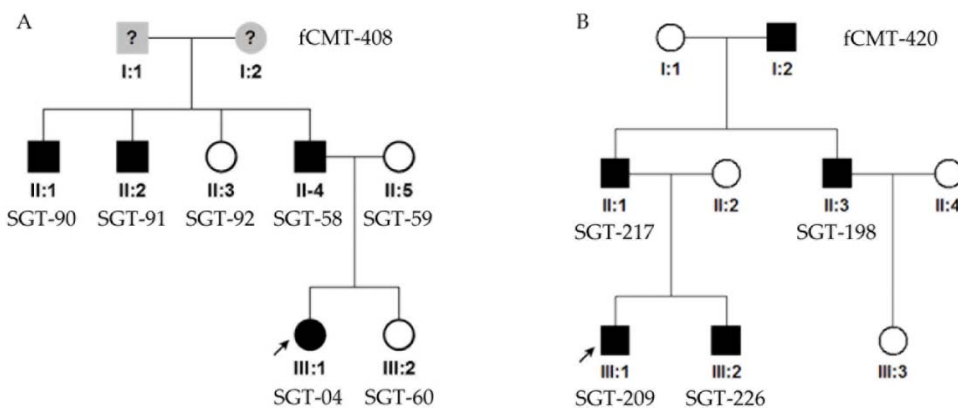 A
fCMT-408
? ?
I:1 I:2
II:1 II:2 II:3 II-4 II:5
SGT-90 SGT-91 SGT-92 SGT-58 SGT-59
III:1 III:2
SGT-04 SGT-60
B
fCMT-420
I:1 I:2
II:1 II:2 II:3 II:4
SGT-217 SGT-198
III:1 III:2 III:3
SGT-209 SGT-226